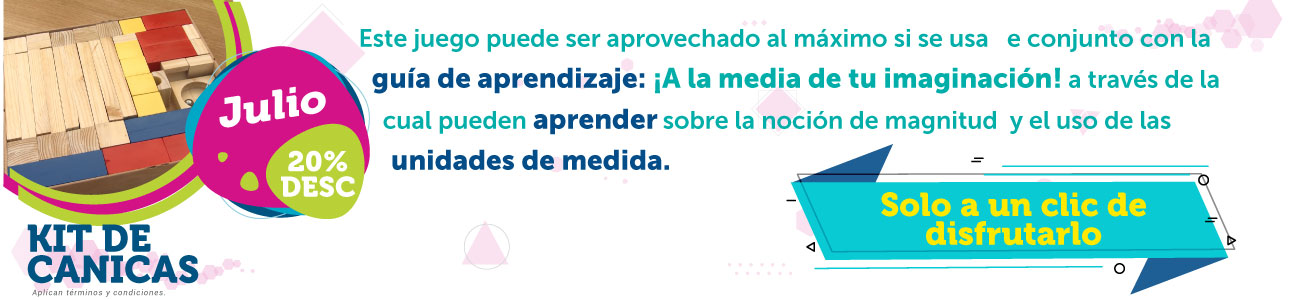 Este juego puede ser aprovechado al máximo si se usa e conjunto con la
guía de aprendizaje: ¡A la media de tu imaginación! a través de la
cual pueden aprender sobre la noción de magnitud y el uso de las
unidades de medida.
Julio
20%
DESC
Solo a un clic de
disfrutarlo
KIT DE
CANICAS
Aplican términos y condiciones.